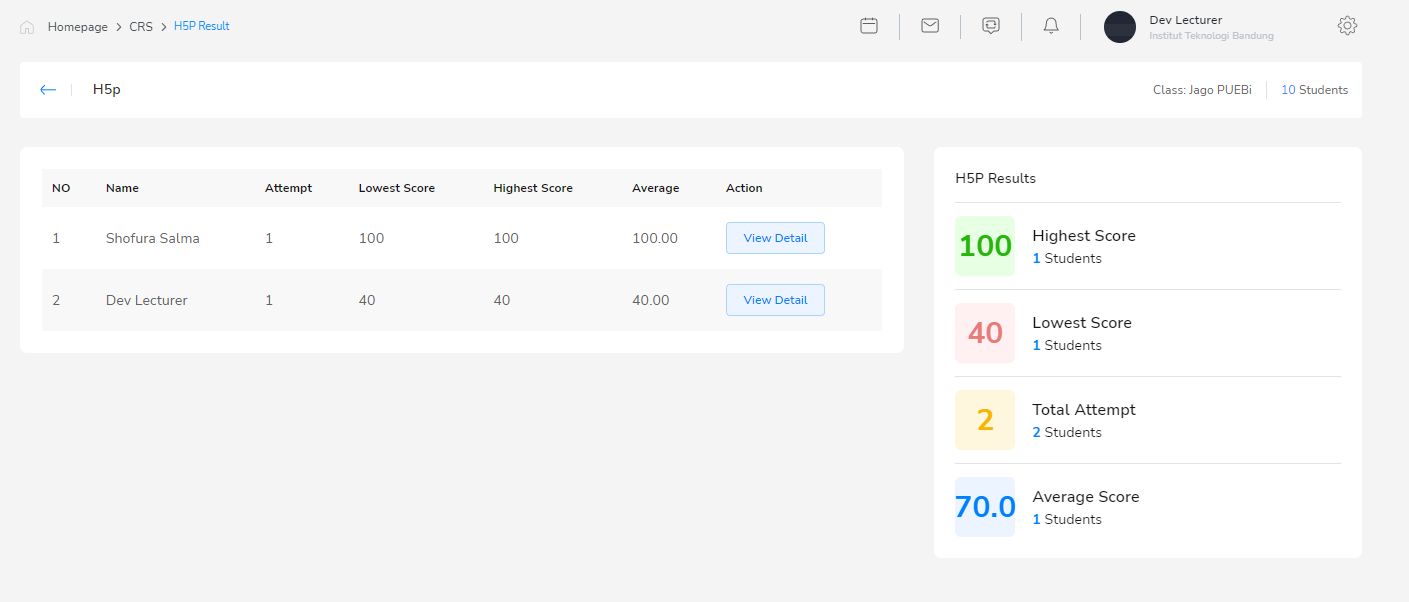 Homepage > CRS > H5P Result
Dev Lecturer
Institut Teknologi Bandung
H5p
Class: Jago PUEBi
10 Students
NO Name Attempt Lowest Score Highest Score Average Action
1 Shofura Salma 1 100 100 100.00 View Detail
2 Dev Lecturer 1 40 40 40.00 View Detail
H5P Results
100
Highest Score
1 Students
40
Lowest Score
1 Students
2
Total Attempt
2 Students
70.0
Average Score
1 Students